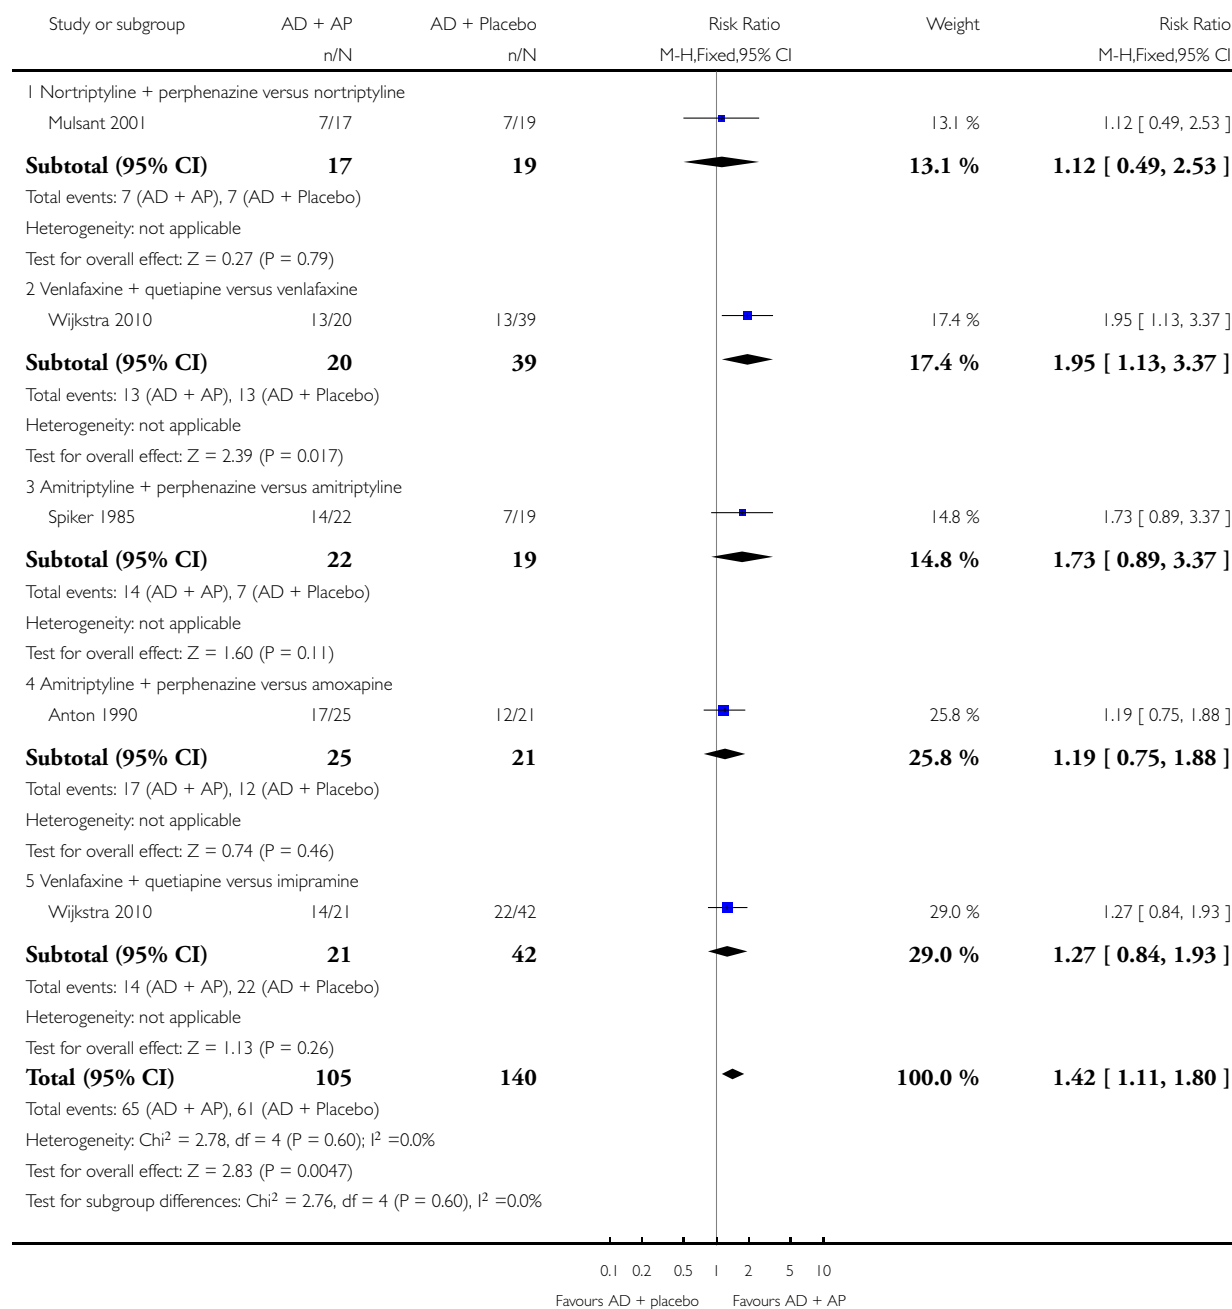 Study or subgroup AD + AP AD + Placebo Risk Ratio Weight Risk Ratio
n/N n/N M-H,Fixed,95% CI M-H,Fixed,95% CI
1 Nortriptyline + perphenazine versus nortriptyline
Mulsant 2001 7/17 7/19 13.1 % 1.12 [ 0.49, 2.53 ]
Subtotal (95% CI) 17 19 13.1 % 1.12 [ 0.49, 2.53 ]
Total events: 7 (AD + AP), 7 (AD + Placebo)
Heterogeneity: not applicable
Test for overall effect: Z = 0.27 (P = 0.79)
2 Venlafaxine + quetiapine versus venlafaxine
Wijkstra 2010 13/20 13/39 17.4 % 1.95 [ 1.13, 3.37 ]
Subtotal (95% CI) 20 39 17.4 % 1.95 [ 1.13, 3.37 ]
Total events: 13 (AD + AP), 13 (AD + Placebo)
Heterogeneity: not applicable
Test for overall effect: Z = 2.39 (P = 0.017)
3 Amitriptyline + perphenazine versus amitriptyline
Spiker 1985 14/22 7/19 14.8 % 1.73 [ 0.89, 3.37 ]
Subtotal (95% CI) 22 19 14.8 % 1.73 [ 0.89, 3.37 ]
Total events: 14 (AD + AP), 7 (AD + Placebo)
Heterogeneity: not applicable
Test for overall effect: Z = 1.60 (P = 0.11)
4 Amitriptyline + perphenazine versus amoxapine
Anton 1990 17/25 12/21 25.8 % 1.19 [ 0.75, 1.88 ]
Subtotal (95% CI) 25 21 25.8 % 1.19 [ 0.75, 1.88 ]
Total events: 17 (AD + AP), 12 (AD + Placebo)
Heterogeneity: not applicable
Test for overall effect: Z = 0.74 (P = 0.46)
5 Venlafaxine + quetiapine versus imipramine
Wijkstra 2010 14/21 22/42 29.0 % 1.27 [ 0.84, 1.93 ]
Subtotal (95% CI) 21 42 29.0 % 1.27 [ 0.84, 1.93 ]
Total events: 14 (AD + AP), 22 (AD + Placebo)
Heterogeneity: not applicable
Test for overall effect: Z = 1.13 (P = 0.26)
Total (95% CI) 105 140 100.0 % 1.42 [ 1.11, 1.80 ]
Total events: 65 (AD + AP), 61 (AD + Placebo)
Heterogeneity: Chi² = 2.78, df = 4 (P = 0.60); I² =0.0%
Test for overall effect: Z = 2.83 (P = 0.0047)
Test for subgroup differences: Chi² = 2.76, df = 4 (P = 0.60), I² =0.0%
0.1 0.2 0.5 1 2 5 10
Favours AD + placebo Favours AD + AP